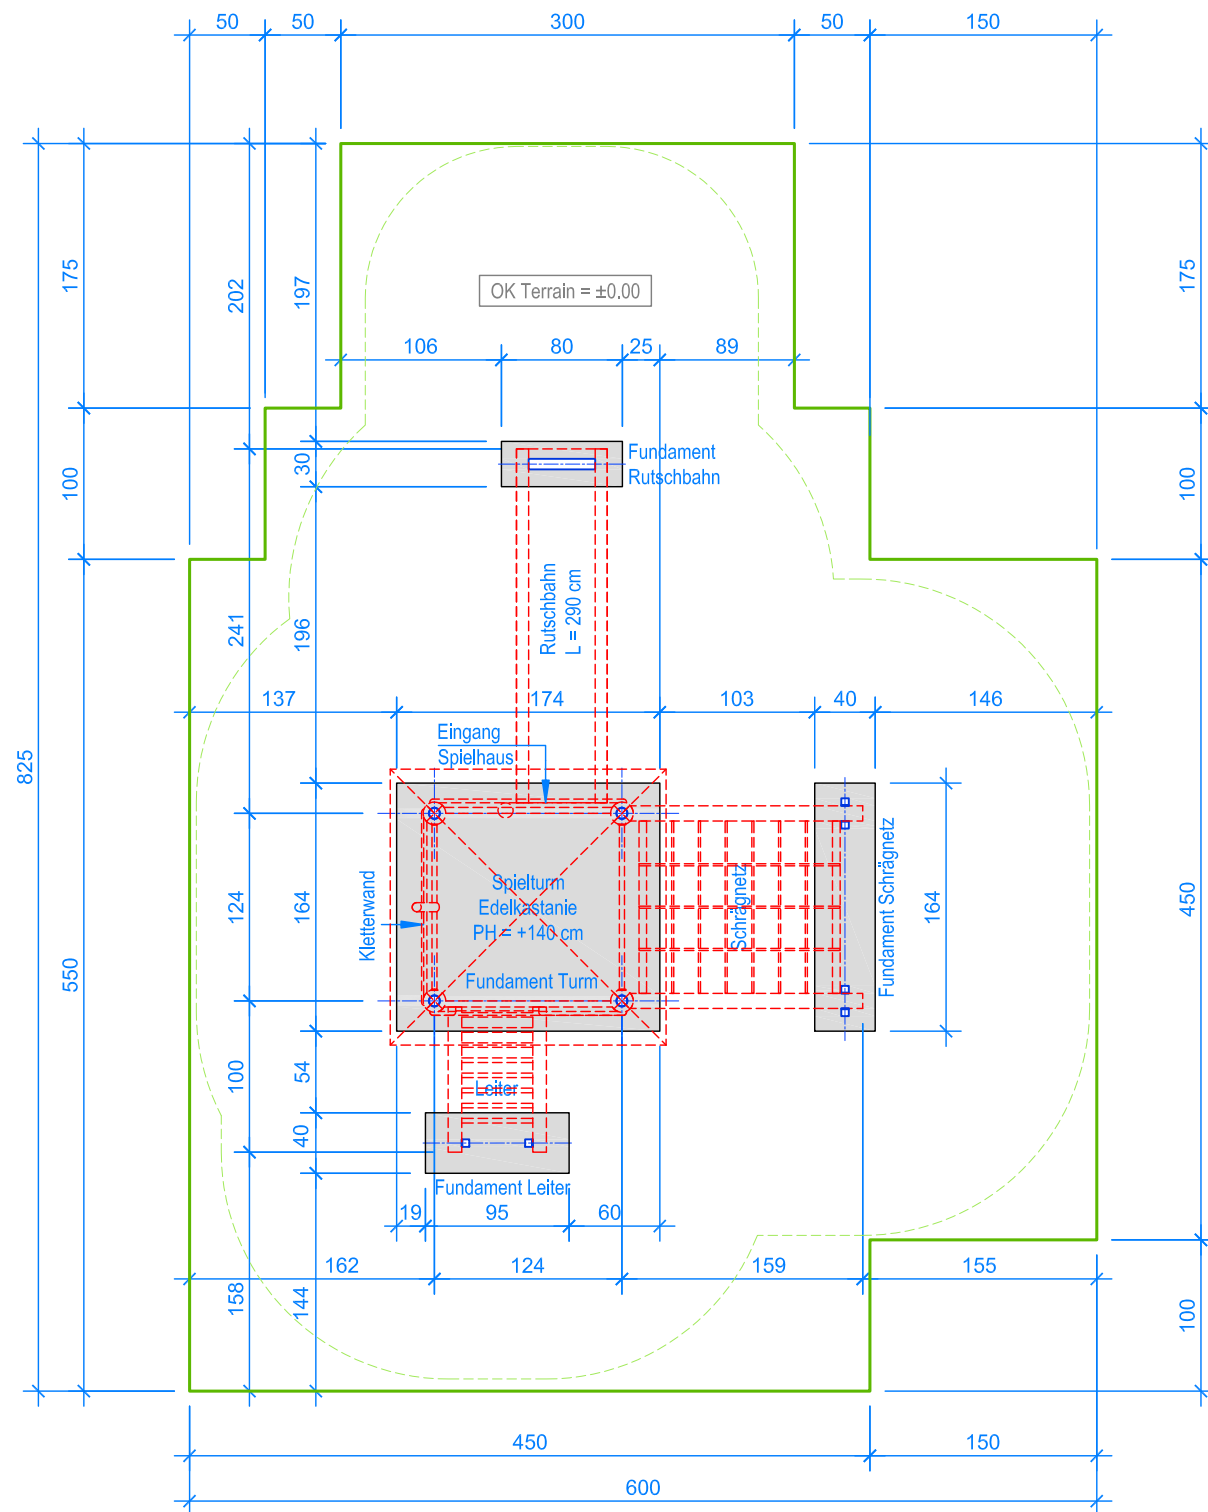 50
50
300
50
150
175
202
197
175
OK Terrain = ±0.00
106
80
25
89
Fundament
Rutschbahn
30
100
100
Rutschbahn
L = 290 cm
241
196
137
174
103
40
146
Eingang
Spielhaus
825
Kletterwand
Spielturm
Edelkastanie
PH = +140 cm
Fundament Turm
Schrägnetz
Fundament Schrägnetz
124
164
164
450
550
100
54
Leiter
40
Fundament Leiter
19
95
60
162
124
159
155
158
144
100
450
150
600